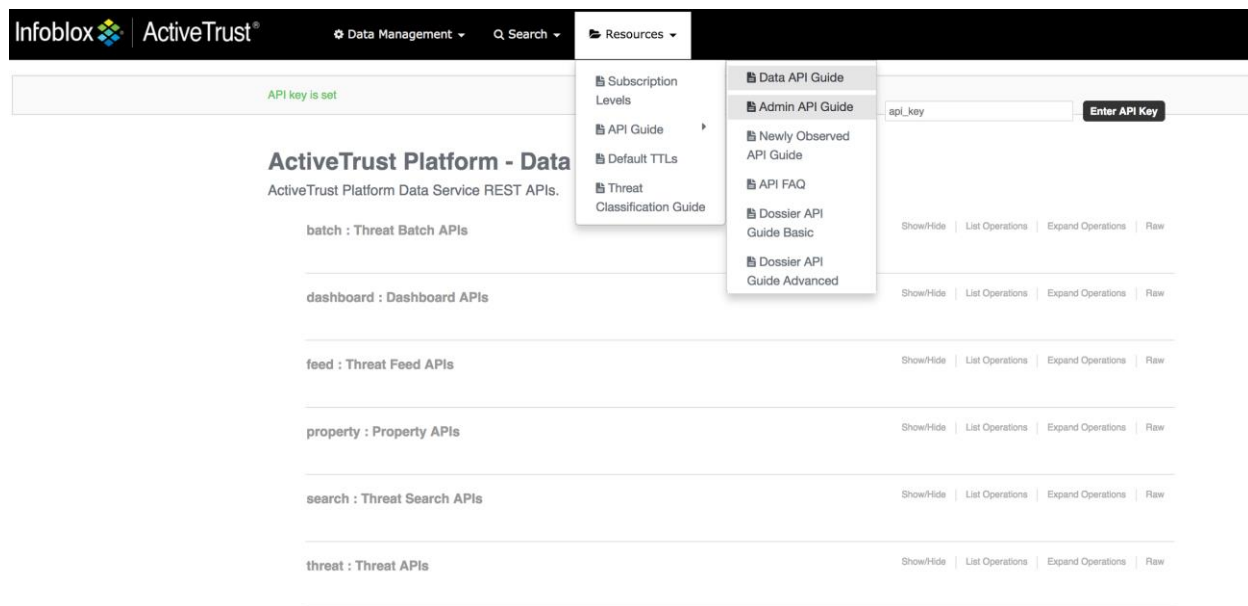 Infoblox ActiveTrust®
Data Management
Search
Resources
Subscription
Levels
API Guide
Default TTLs
Threat
Classification Guide
Data API Guide
Admin API Guide
Newly Observed
API Guide
API FAQ
Dossier API
Guide Basic
Dossier API
Guide Advanced
API key is set
api_key
Enter API Key
ActiveTrust Platform - Data
ActiveTrust Platform Data Service REST APIs.
batch : Threat Batch APIs
Show/Hide List Operations Expand Operations Raw
dashboard : Dashboard APIs
Show/Hide List Operations Expand Operations Raw
feed : Threat Feed APIs
Show/Hide List Operations Expand Operations Raw
property : Property APIs
Show/Hide List Operations Expand Operations Raw
search : Threat Search APIs
Show/Hide List Operations Expand Operations Raw
threat : Threat APIs
Show/Hide List Operations Expand Operations Raw